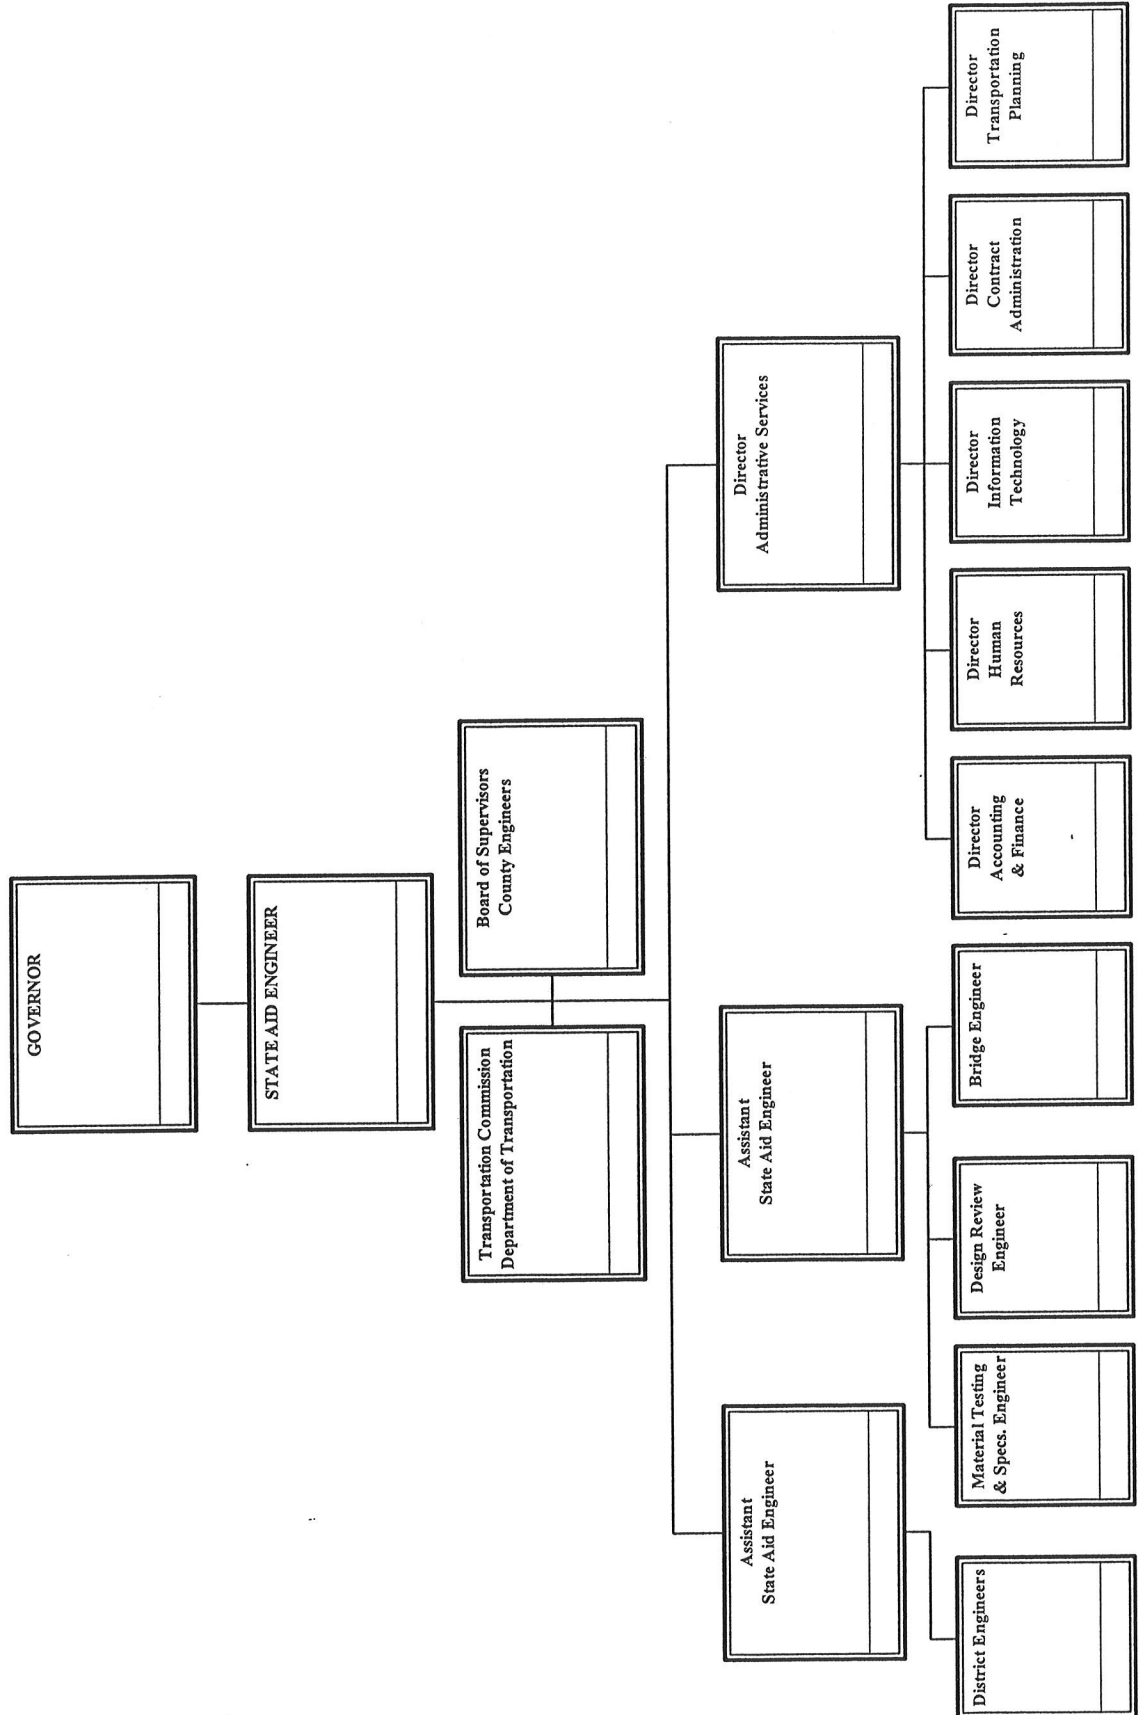 GOVERNOR
STATE AID ENGINEER
Transportation Commission
Department of Transportation
Board of Supervisors
County Engineers
Assistant
State Aid Engineer
Assistant
State Aid Engineer
Director
Administrative Services
District Engineers
Material Testing
& Specs. Engineer
Design Review
Engineer
Bridge Engineer
Director
Accounting
& Finance
Director
Human
Resources
Director
Information
Technology
Director
Contract
Administration
Director
Transportation
Planning